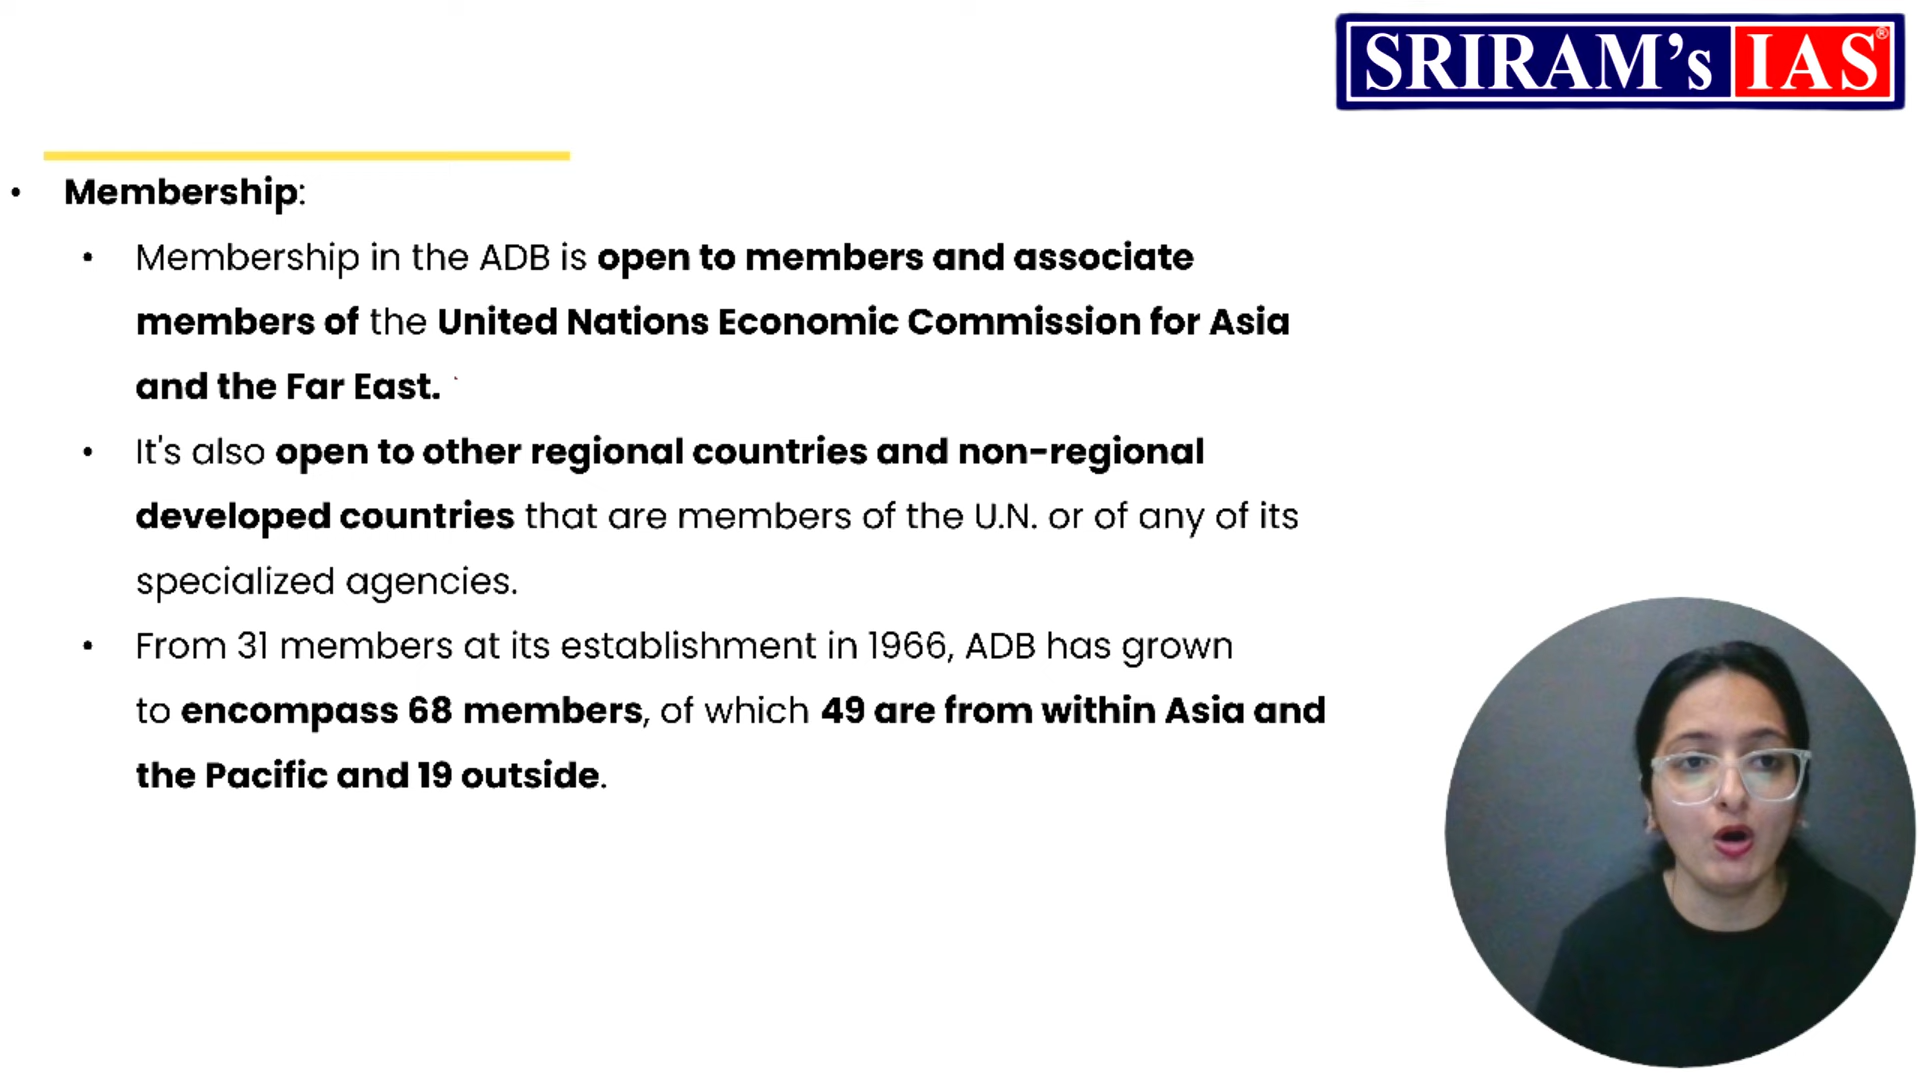 SRIRAM's IAS®
• Membership:
• Membership in the ADB is open to members and associate
members of the United Nations Economic Commission for Asia
and the Far East.
• It's also open to other regional countries and non-regional
developed countries that are members of the U.N. or of any of its
specialized agencies.
• From 31 members at its establishment in 1966, ADB has grown
to encompass 68 members, of which 49 are from within Asia and
the Pacific and 19 outside.